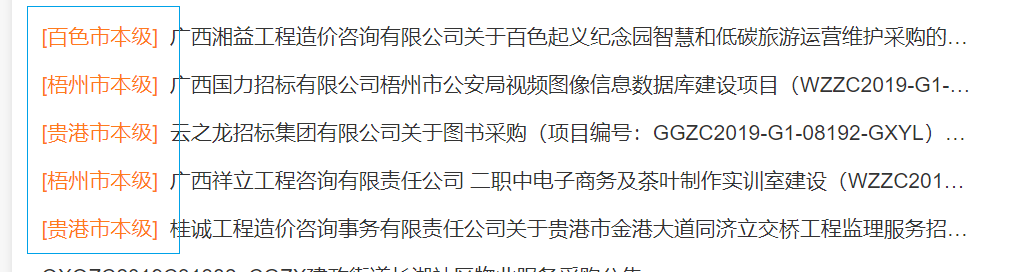 [百色市本级] 广西湘益工程造价咨询有限公司关于百色起义纪念园智慧和低碳旅游运营维护采购的…
[梧州市本级] 广西国力招标有限公司梧州市公安局视频图像信息数据库建设项目（WZZC2019-G1-…
[贵港市本级] 云之龙招标集团有限公司关于图书采购（项目编号：GGZC2019-G1-08192-GXYL）…
[梧州市本级] 广西祥立工程咨询有限责任公司 二职中电子商务及茶叶制作实训室建设（WZZC201…
[贵港市本级] 桂诚工程造价咨询事务有限责任公司关于贵港市金港大道同济立交桥工程监理服务招…